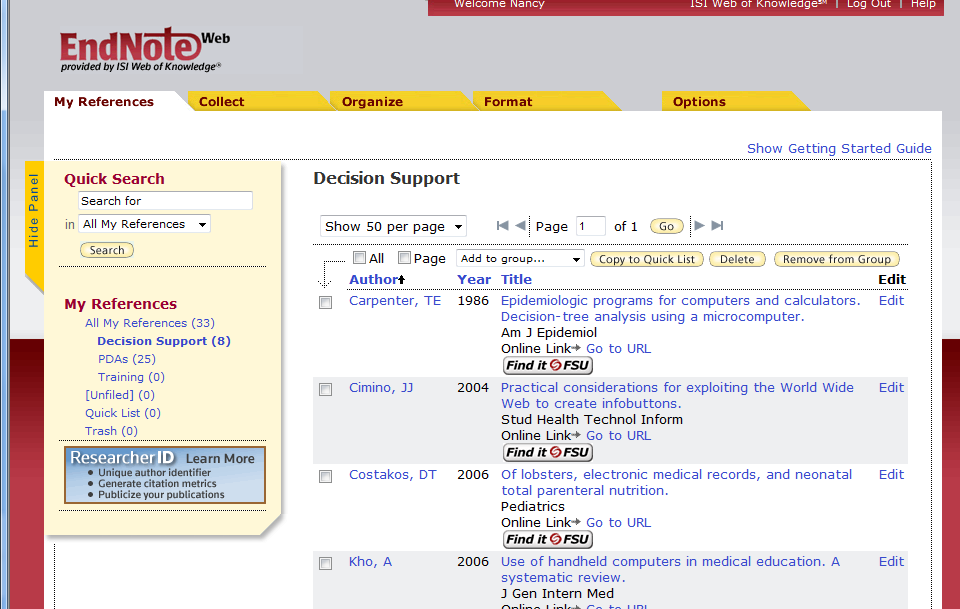 Welcome Nancy ISI Web of Knowledge℠ | Log Out | Help
EndNote Web
provided by ISI Web of Knowledge®
My References Collect Organize Format Options
Show Getting Started Guide
Hide Panel
Quick Search
Search for
in All My References
Search
My References
All My References (33)
Decision Support (8)
PDAs (25)
Training (0)
[Unfiled] (0)
Quick List (0)
Trash (0)
ResearcherID Learn More
• Unique author identifier
• Generate citation metrics
• Publicize your publications
Decision Support
Show 50 per page Page 1 of 1 Go
All Page Add to group... Copy to Quick List Delete Remove from Group
Author Year Title Edit
Carpenter, TE 1986 Epidemiologic programs for computers and calculators. Edit
Decision-tree analysis using a microcomputer.
Am J Epidemiol
Online Link→ Go to URL
Find it FSU
Cimino, JJ 2004 Practical considerations for exploiting the World Wide Edit
Web to create infobuttons.
Stud Health Technol Inform
Online Link→ Go to URL
Find it FSU
Costakos, DT 2006 Of lobsters, electronic medical records, and neonatal Edit
total parenteral nutrition.
Pediatrics
Online Link→ Go to URL
Find it FSU
Kho, A 2006 Use of handheld computers in medical education. A Edit
systematic review.
J Gen Intern Med
Online Link→ Go to URL